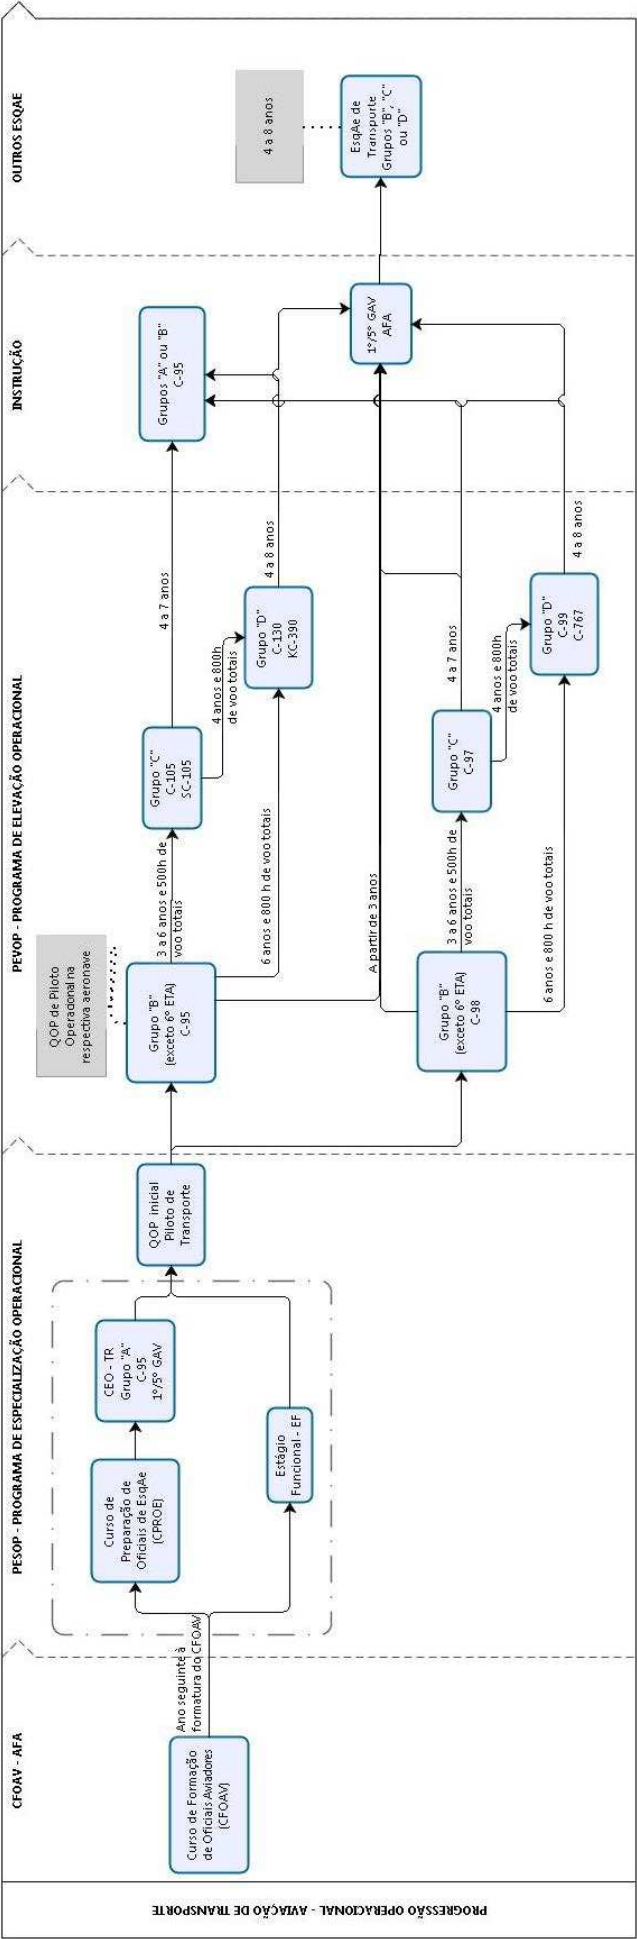 PROGRESSÃO OPERACIONAL - AVIAÇÃO DE TRANSPORTE
CFOAV - AFA
Curso de Formação
de Oficiais Aviadores
(CFOAV)
Ano seguinte à
formatura do CFOAV
PESOP - PROGRAMA DE ESPECIALIZAÇÃO OPERACIONAL
Curso de
Preparação de
Oficiais de EsqAe
(CPROE)
CEO - TR
Grupo "A"
C-95
1°/5° GAV
Estágio
Funcional - EF
QOP inicial
Piloto de
Transporte
PEVOP - PROGRAMA DE ELEVAÇÃO OPERACIONAL
QOP de Piloto
Operacional na
respectiva aeronave
Grupo "B"
(exceto 6° ETA)
C-95
3 a 6 anos e 500h de
voo totais
Grupo "C"
C-105
SC-105
4 a 7 anos
4 anos e 800h
de voo totais
6 anos e 800 h de voo totais
Grupo "D"
C-130
KC-390
4 a 8 anos
A partir de 3 anos
Grupo "B"
(exceto 6° ETA)
C-98
3 a 6 anos e 500h de
voo totais
Grupo "C"
C-97
4 a 7 anos
4 anos e 800h
de voo totais
6 anos e 800 h de voo totais
Grupo "D"
C-99
C-767
4 a 8 anos
INSTRUÇÃO
Grupos "A" ou "B"
C-95
1°/5° GAV
AFA
OUTROS ESQAE
4 a 8 anos
EsqAe de
Transporte
Grupos "B", "C"
ou "D"